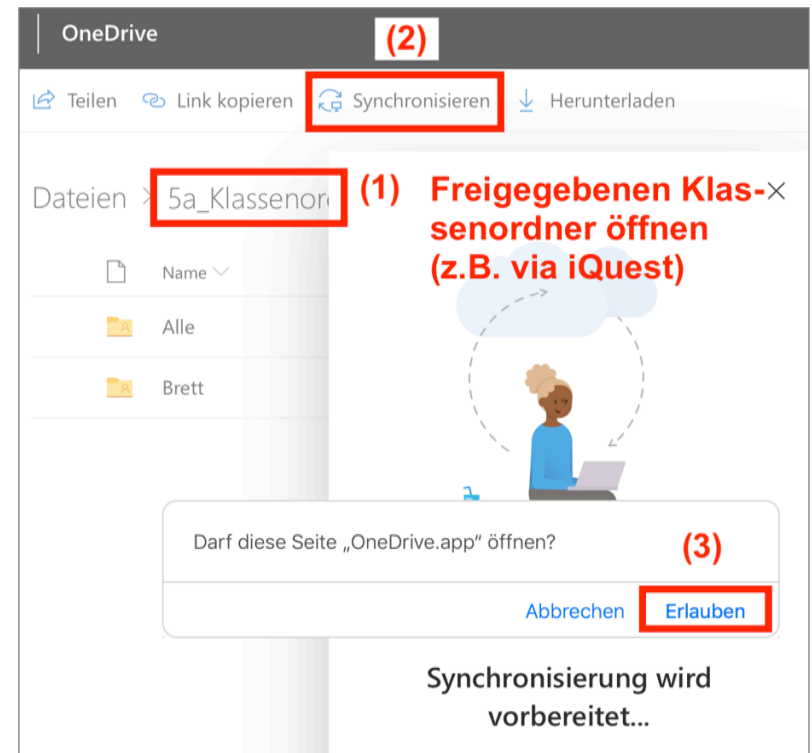 OneDrive
(2)
Teilen Link kopieren Synchronisieren Herunterladen
Dateien > 5a_Klassenor
(1) Freigegebenen Klas-
senordner öffnen
(z.B. via iQuest)
Name
Alle
Brett
Darf diese Seite „OneDrive.app“ öffnen?
(3)
Abbrechen Erlauben
Synchronisierung wird
vorbereitet...